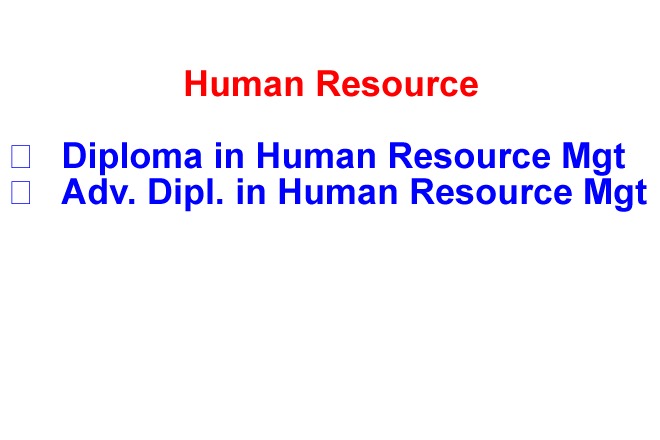 Human Resource
□ Diploma in Human Resource Mgt
□ Adv. Dipl. in Human Resource Mgt